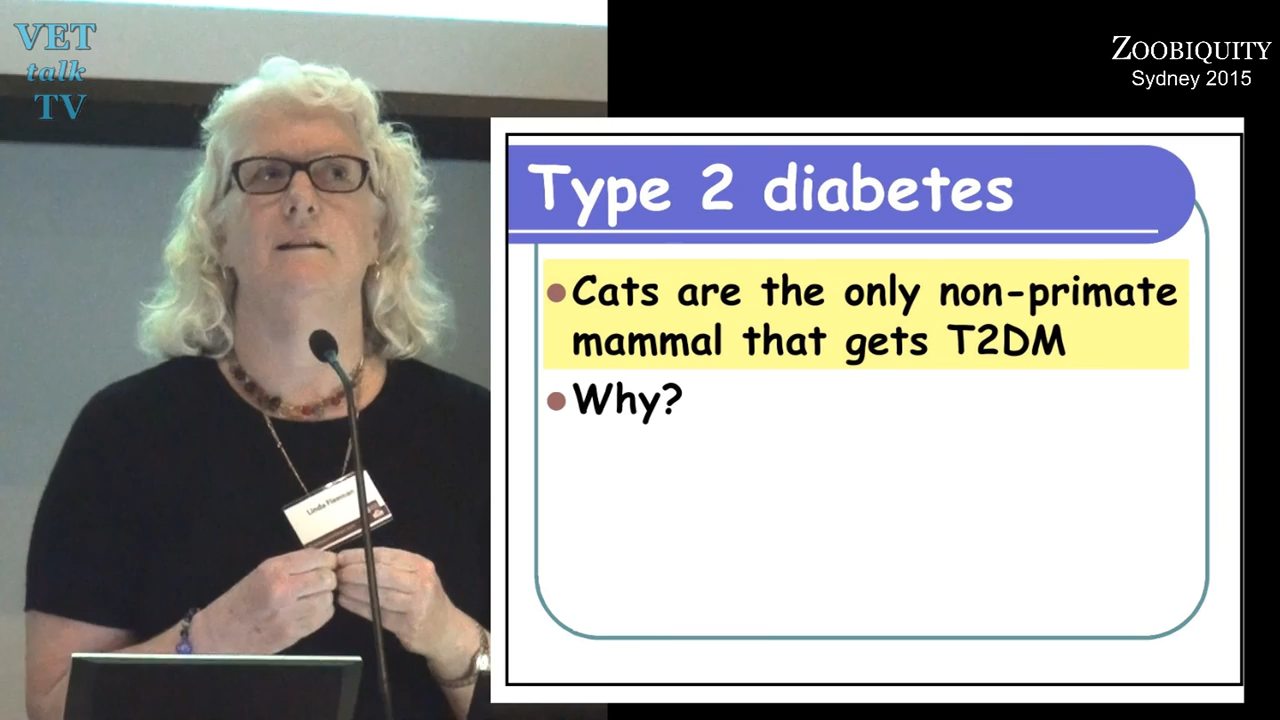 VET
talk
TV
ZOOBIQUITY
Sydney 2015
Type 2 diabetes
Cats are the only non-primate
mammal that gets T2DM
Why?
Linda